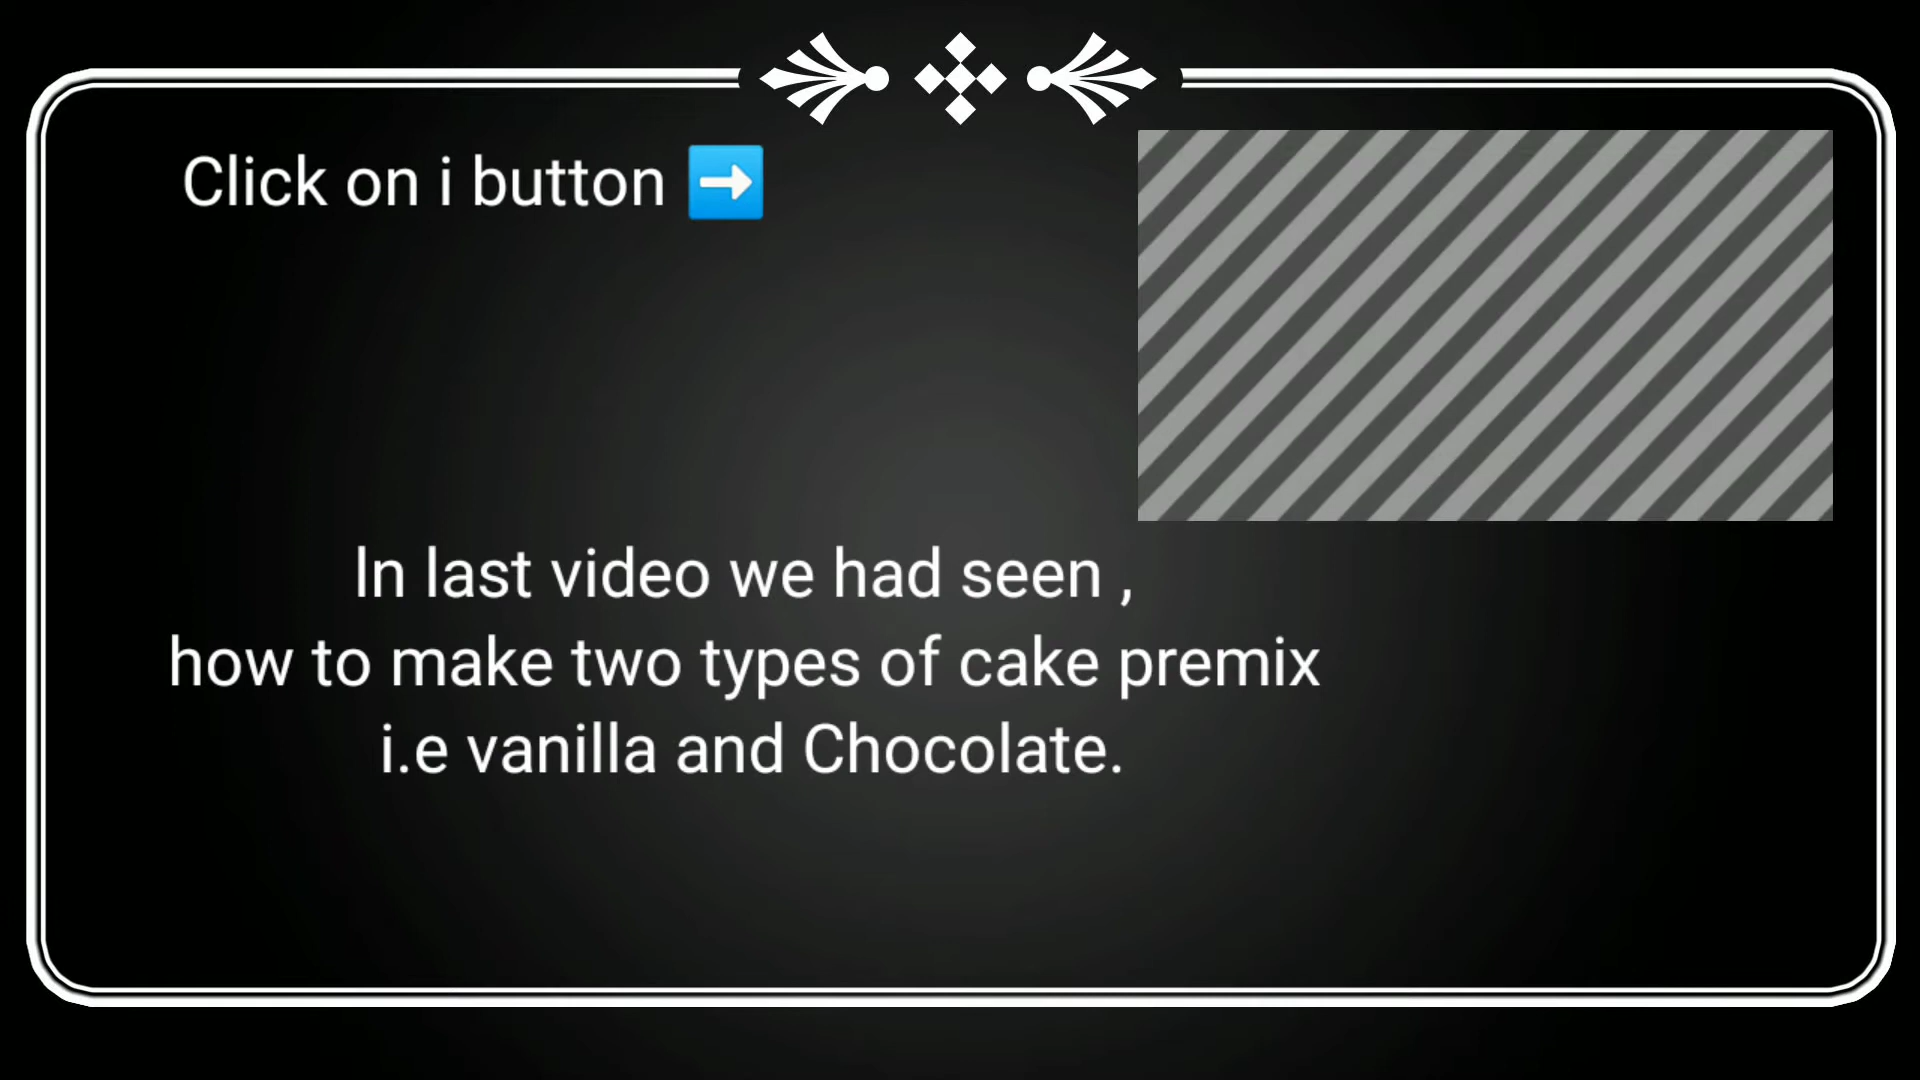 Click on i button ➡️
In last video we had seen ,
how to make two types of cake premix
i.e vanilla and Chocolate.